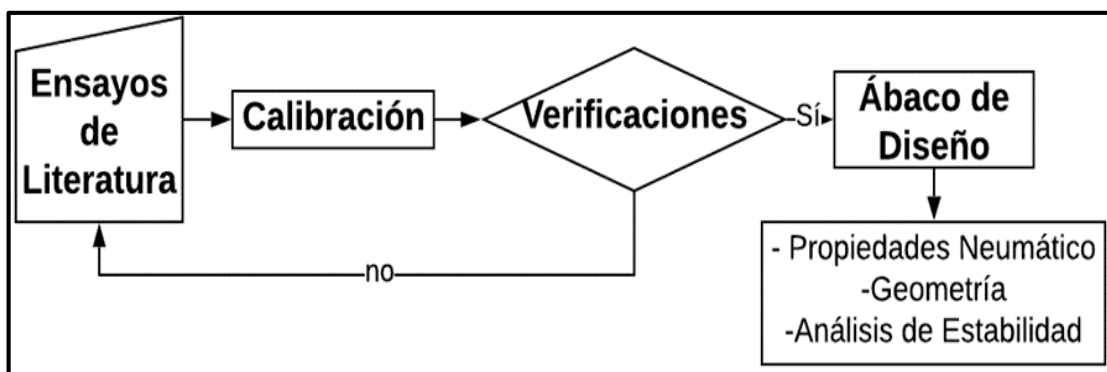 Ensayos
de
Literatura
Calibración
Verificaciones
Sí
Ábaco de
Diseño
no
- Propiedades Neumático
-Geometría
-Análisis de Estabilidad